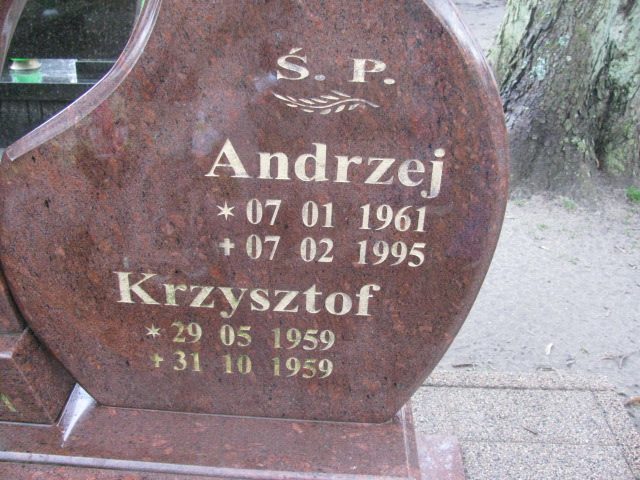 Ś. P.
Andrzej
* 07 01 1961
+ 07 02 1995
Krzysztof
* 29 05 1959
+ 31 10 1959